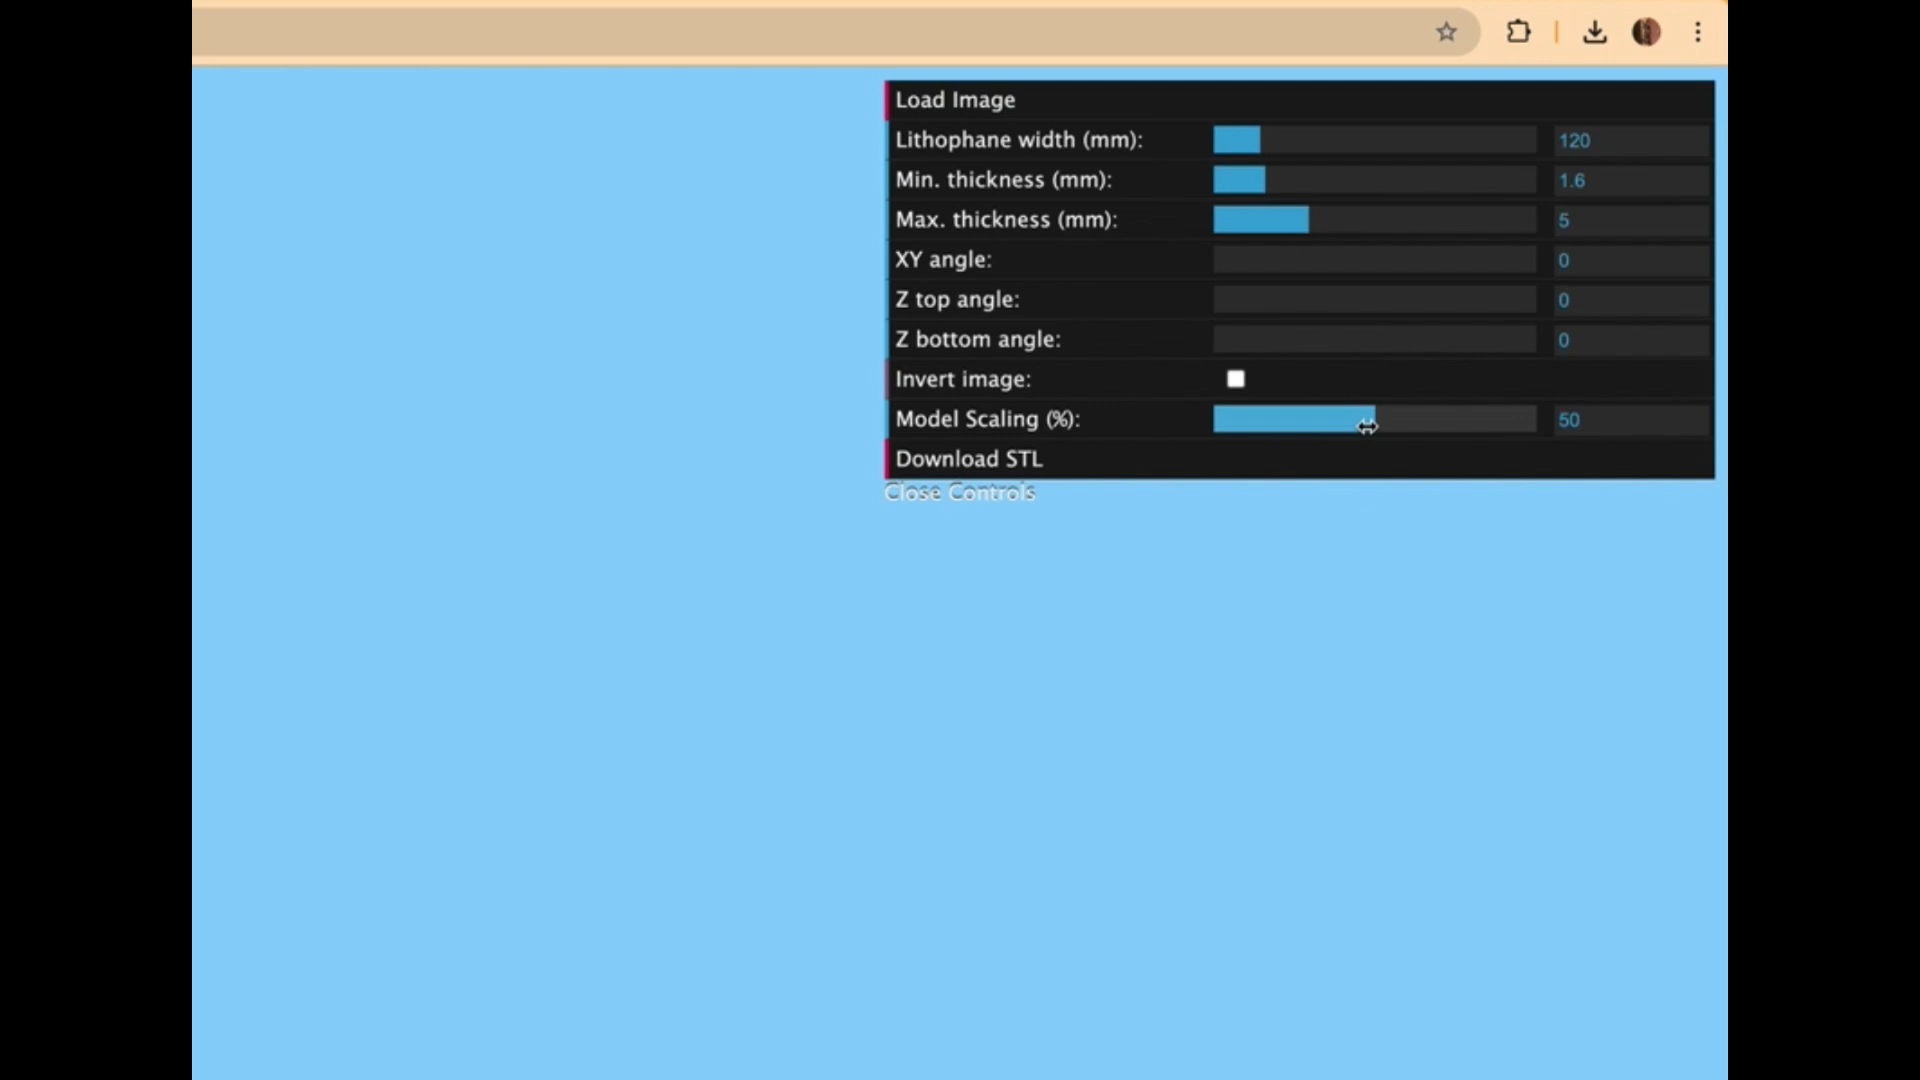 Load Image
Lithophane width (mm): 120
Min. thickness (mm): 1.6
Max. thickness (mm): 5
XY angle: 0
Z top angle: 0
Z bottom angle: 0
Invert image:
Model Scaling (%): 50
Download STL
Close Controls